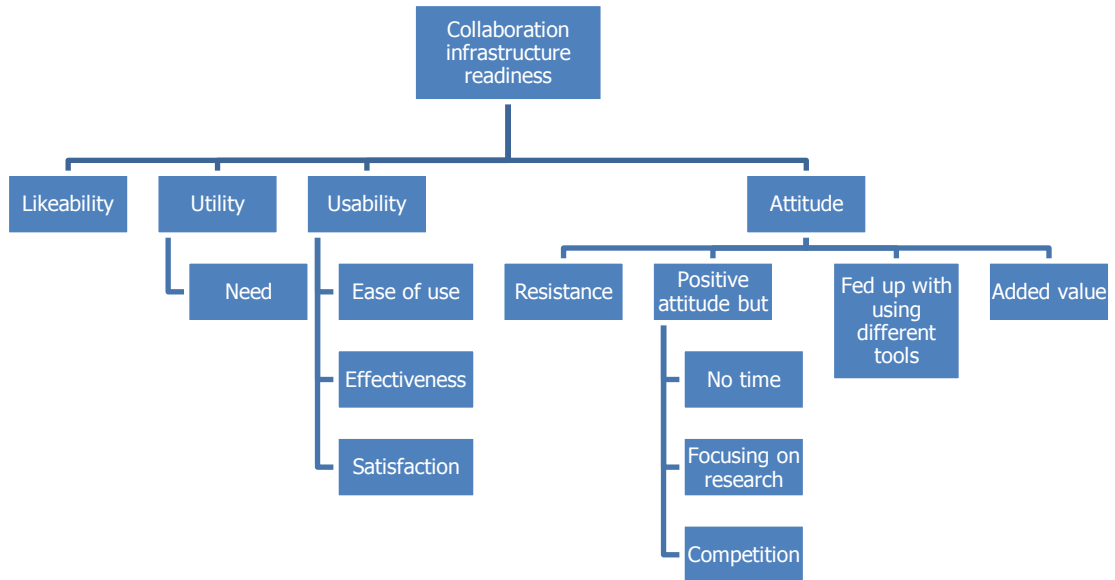 Collaboration
infrastructure
readiness
Likeability
Utility
Usability
Attitude
Need
Ease of use
Effectiveness
Satisfaction
Resistance
Positive
attitude but
Fed up with
using
different
tools
Added value
No time
Focusing on
research
Competition